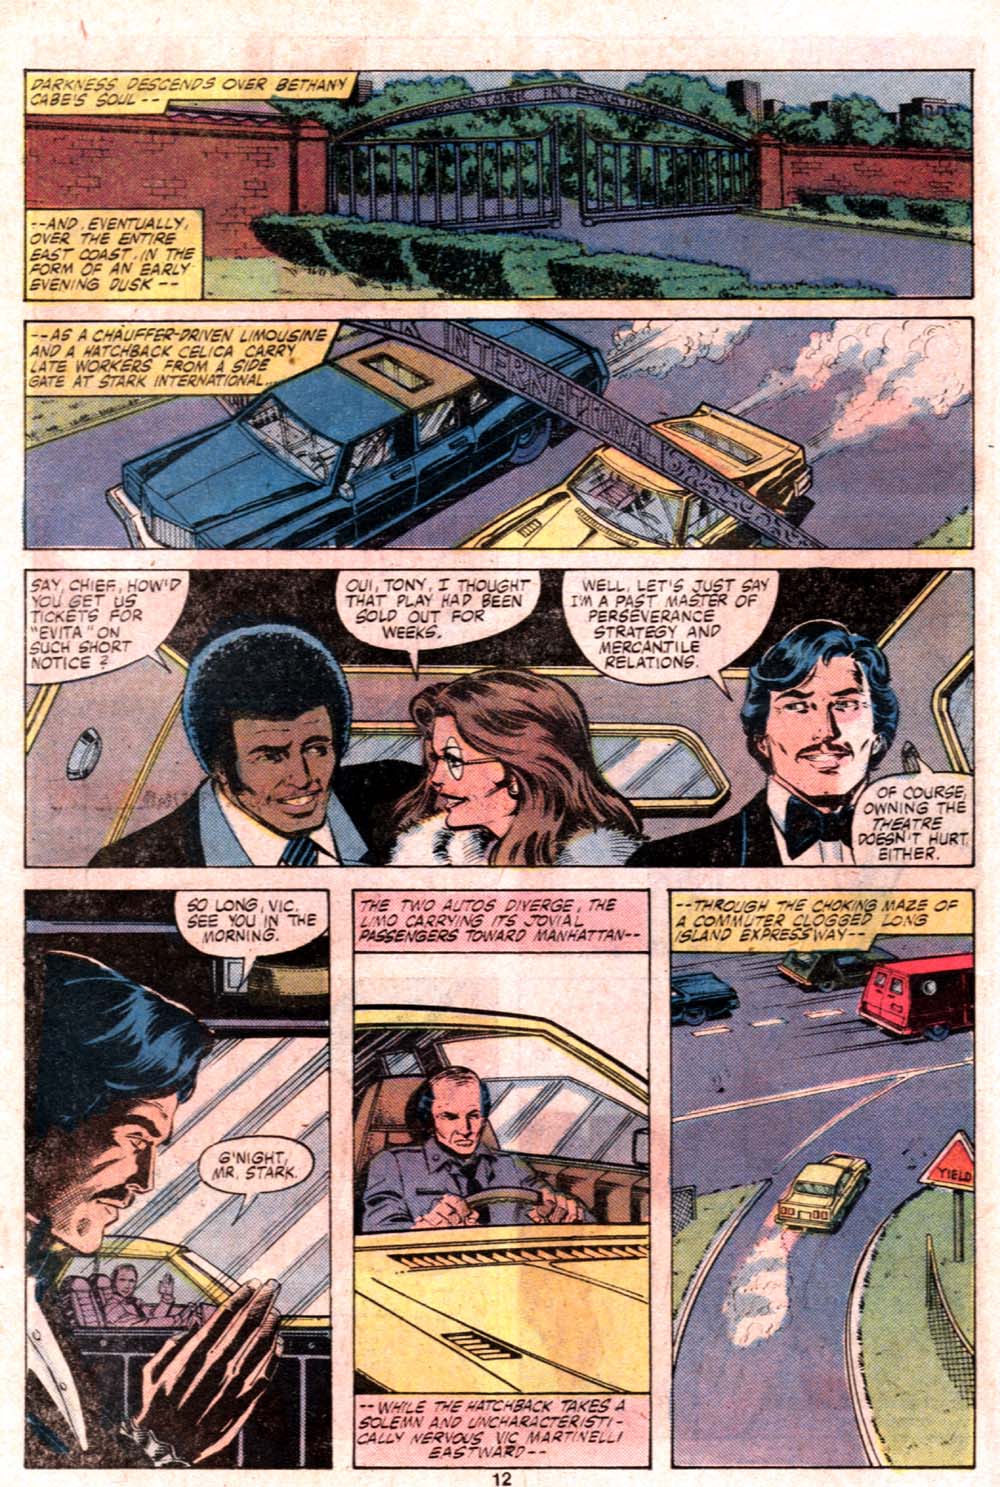 DARKNESS DESCENDS OVER BETHANY
CABE'S SOUL--
STARK INTERNATIONAL
--AND EVENTUALLY,
OVER THE ENTIRE
EAST COAST, IN THE
FORM OF AN EARLY
EVENING DUSK--
--AS A CHAUFFER-DRIVEN LIMOUSINE
AND A HATCHBACK CELICA CARRY
LATE WORKERS FROM A SIDE
GATE AT STARK INTERNATIONAL...
RK INTERNATIONAL
SAY, CHIEF, HOW'D
YOU GET US
TICKETS FOR
"EVITA" ON
SUCH SHORT
NOTICE?
OUI, TONY, I THOUGHT
THAT PLAY HAD BEEN
SOLD OUT FOR
WEEKS.
WELL, LET'S JUST SAY
I'M A PAST MASTER OF
PERSEVERANCE
STRATEGY AND
MERCANTILE
RELATIONS.
OF COURSE,
OWNING THE
THEATRE
DOESN'T HURT,
EITHER.
SO LONG, VIC.
SEE YOU IN THE
MORNING.
G'NIGHT,
MR. STARK.
THE TWO AUTOS DIVERGE, THE
LIMO CARRYING ITS JOVIAL
PASSENGERS TOWARD MANHATTAN--
--WHILE THE HATCHBACK TAKES A
SOLEMN AND UNCHARACTERISTI-
CALLY NERVOUS VIC MARTINELLI
EASTWARD--
--THROUGH THE CHOKING MAZE OF
A COMMUTER CLOGGED LONG
ISLAND EXPRESSWAY--
YIELD
12